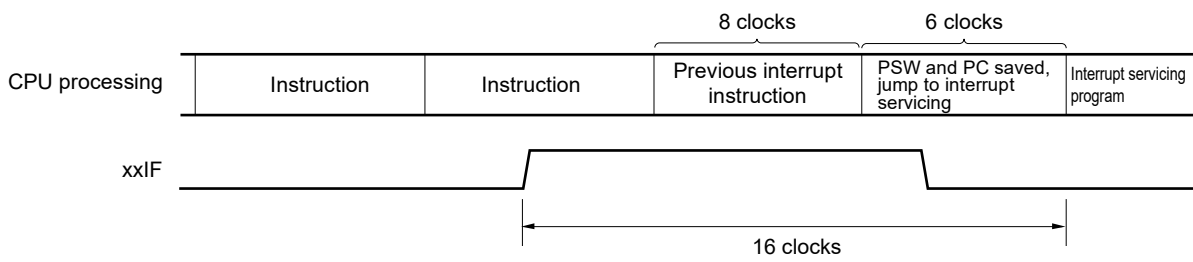 8 clocks
6 clocks
CPU processing
Instruction
Instruction
Previous interrupt
instruction
PSW and PC saved,
jump to interrupt
servicing
Interrupt servicing
program
xxIF
16 clocks